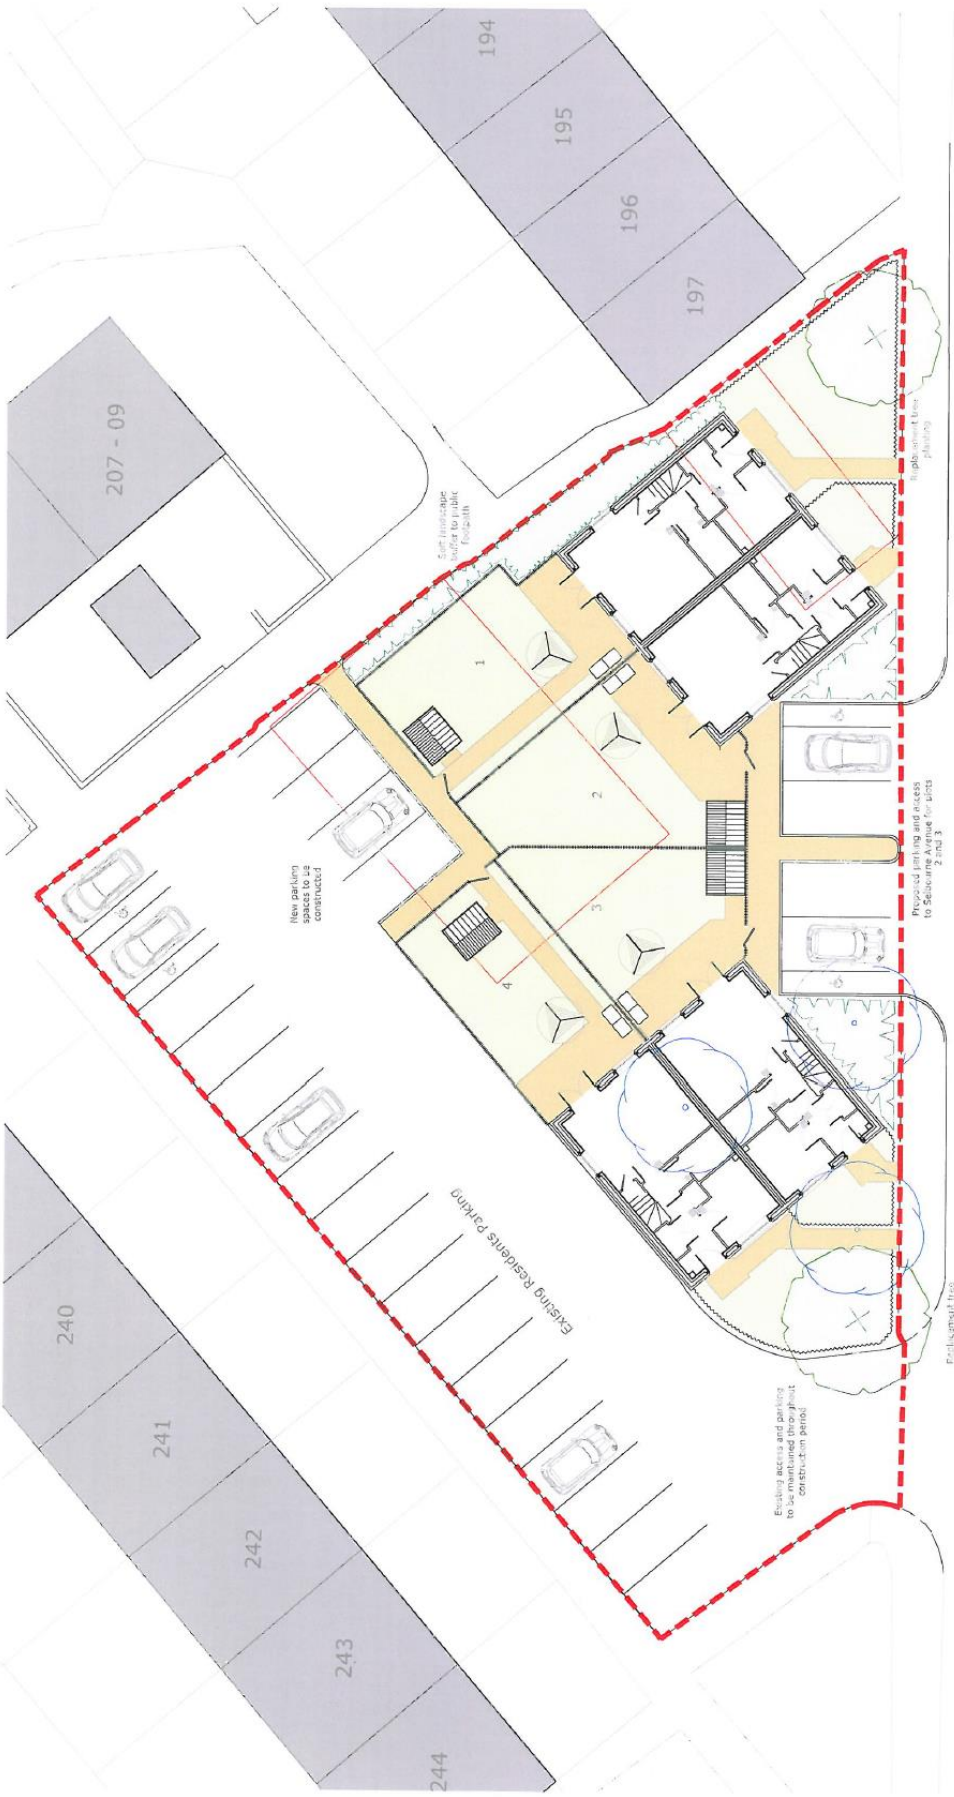 194
195
196
197
207 - 09
Soft landscape
buffer to public
footpath
1
2
3
4
New parking
spaces to be
constructed
Replacement tree
planting
Proposed parking and access
to Selbourne Avenue for plots
2 and 3
Existing Residents Parking
Existing access and parking
to be maintained throughout
construction period
Replacement tree
240
241
242
243
244